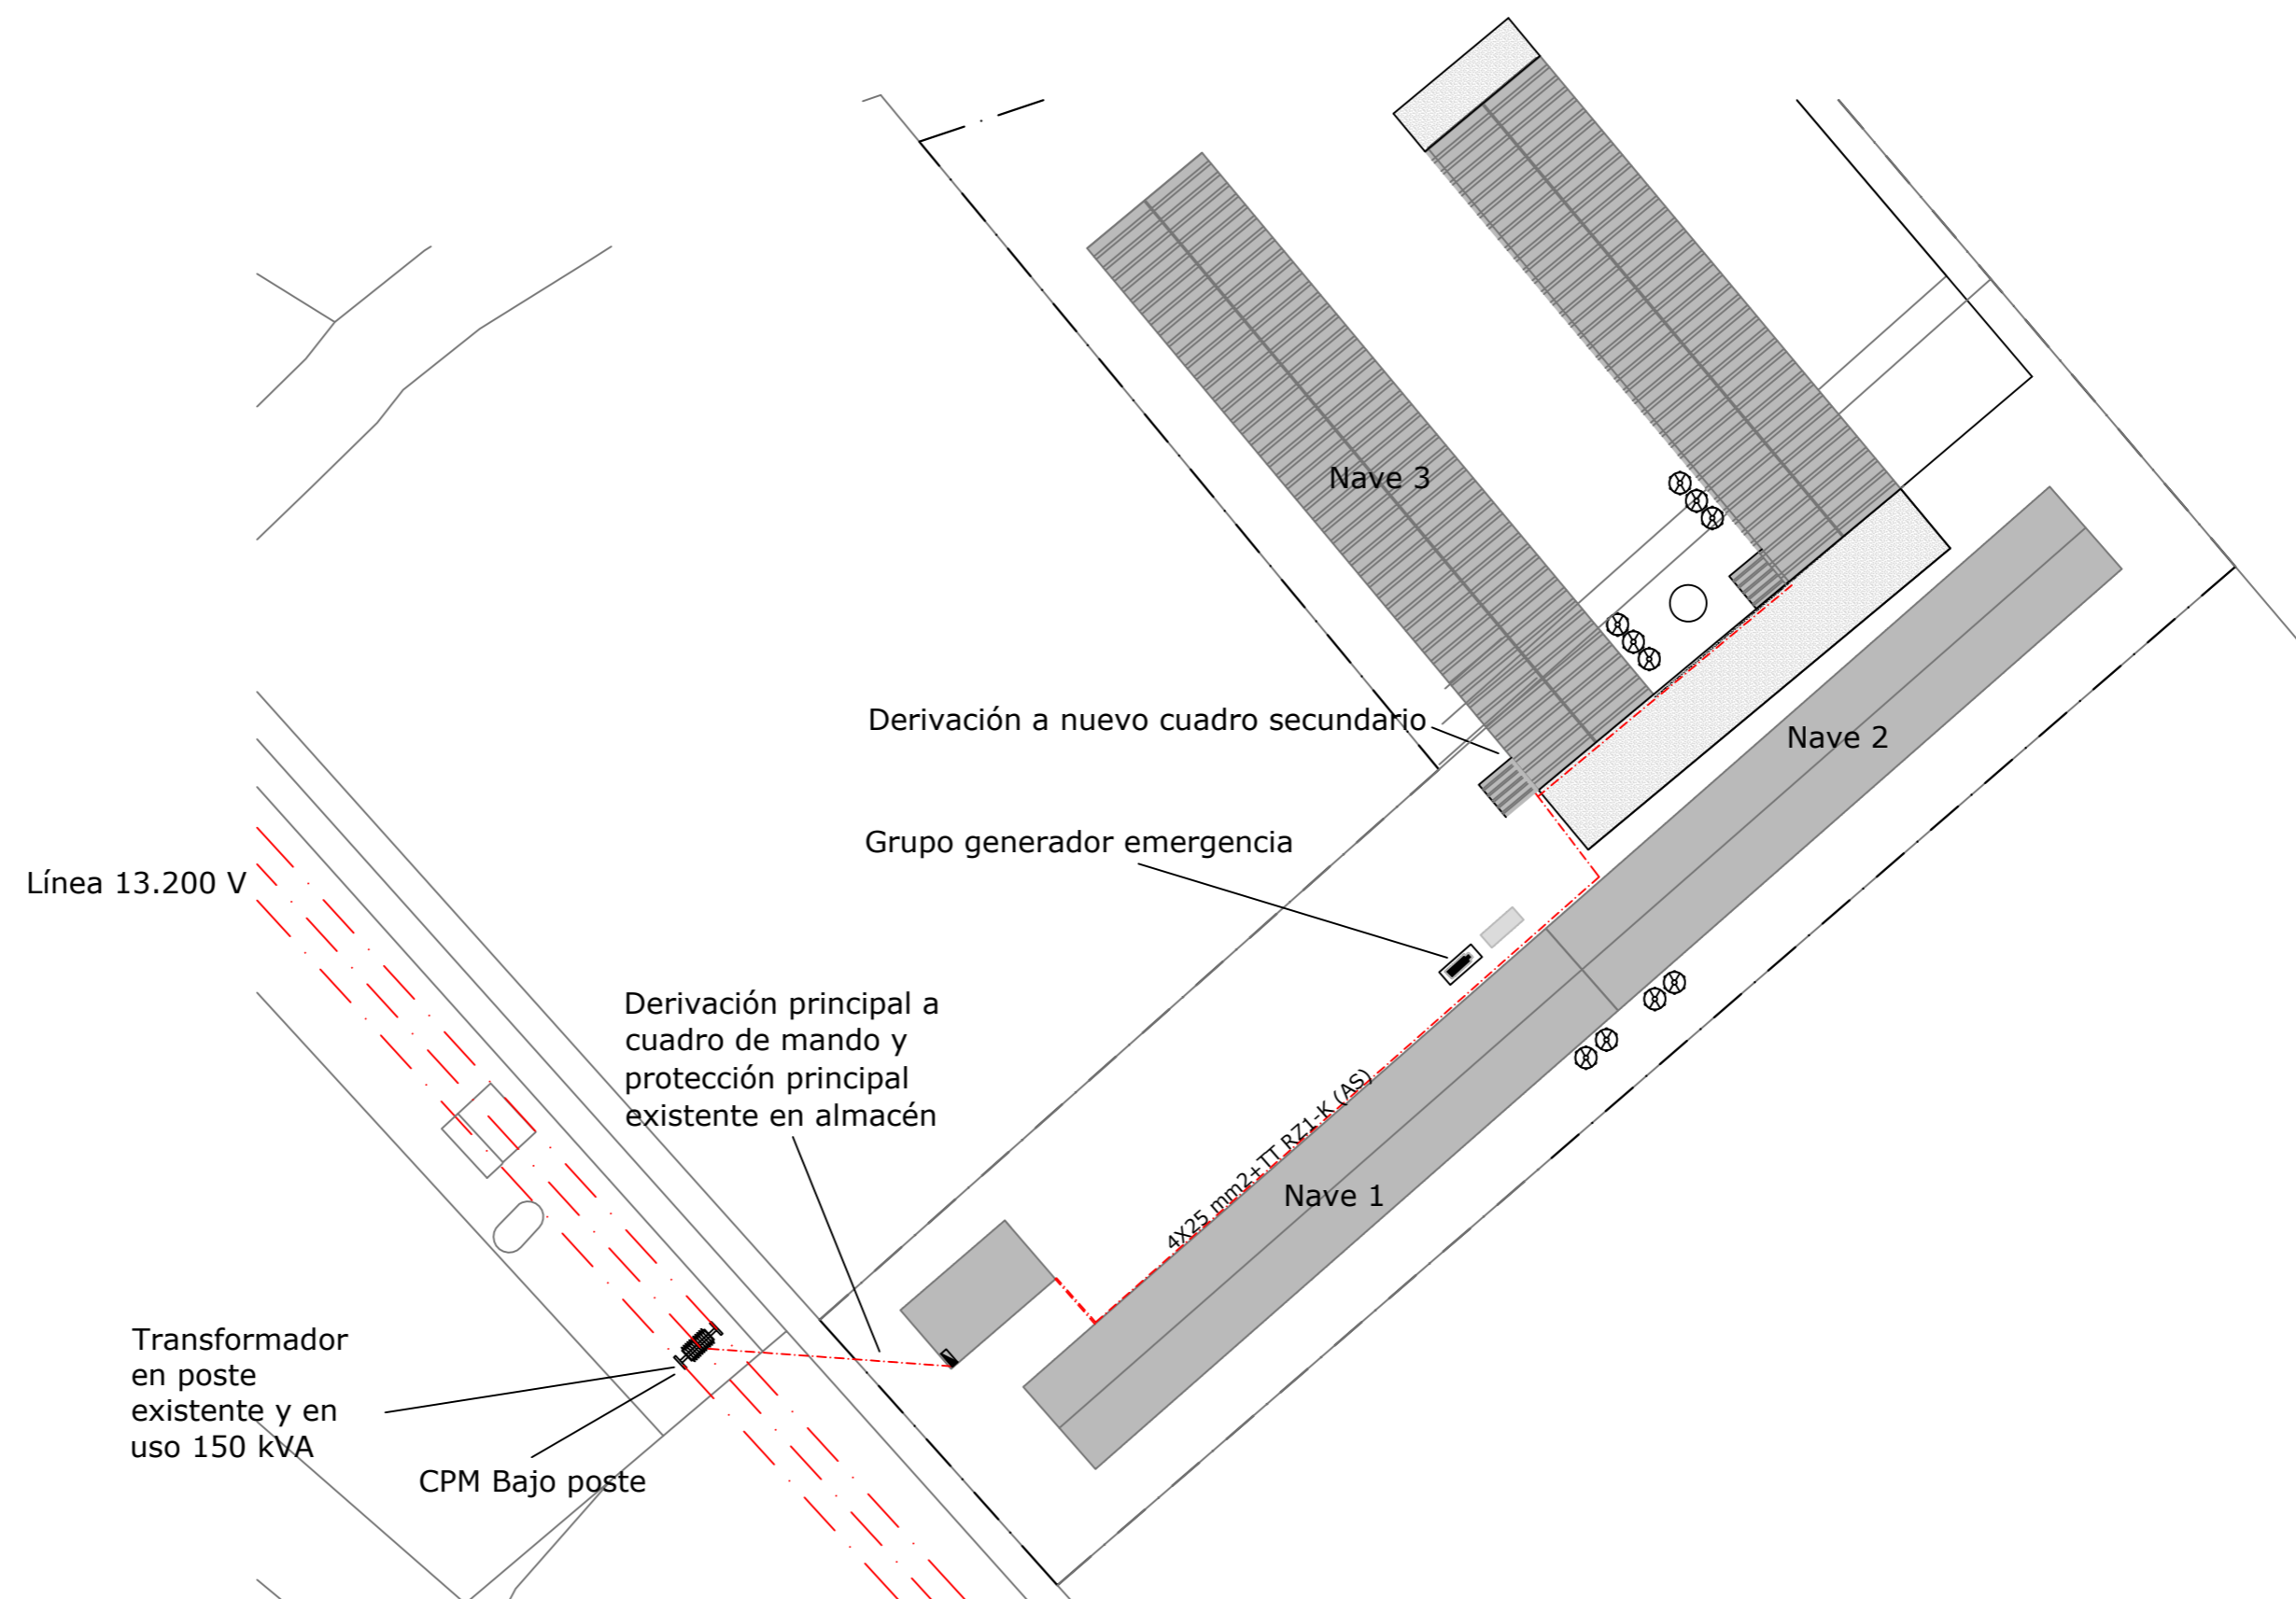 Nave 3
Derivación a nuevo cuadro secundario
Nave 2
Grupo generador emergencia
Línea 13.200 V
Derivación principal a
cuadro de mando y
protección principal
existente en almacén
4X25 mm2+TT RZ1-K (AS)
Nave 1
Transformador
en poste
existente y en
uso 150 kVA
CPM Bajo poste